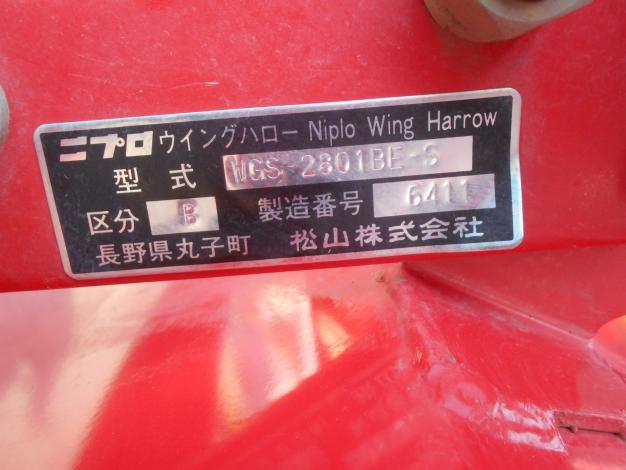 ニプロ ウイングハロー Niplo Wing Harrow
型式 WGS-2801BE-S
区分 B 製造番号 6411
長野県丸子町 松山株式会社